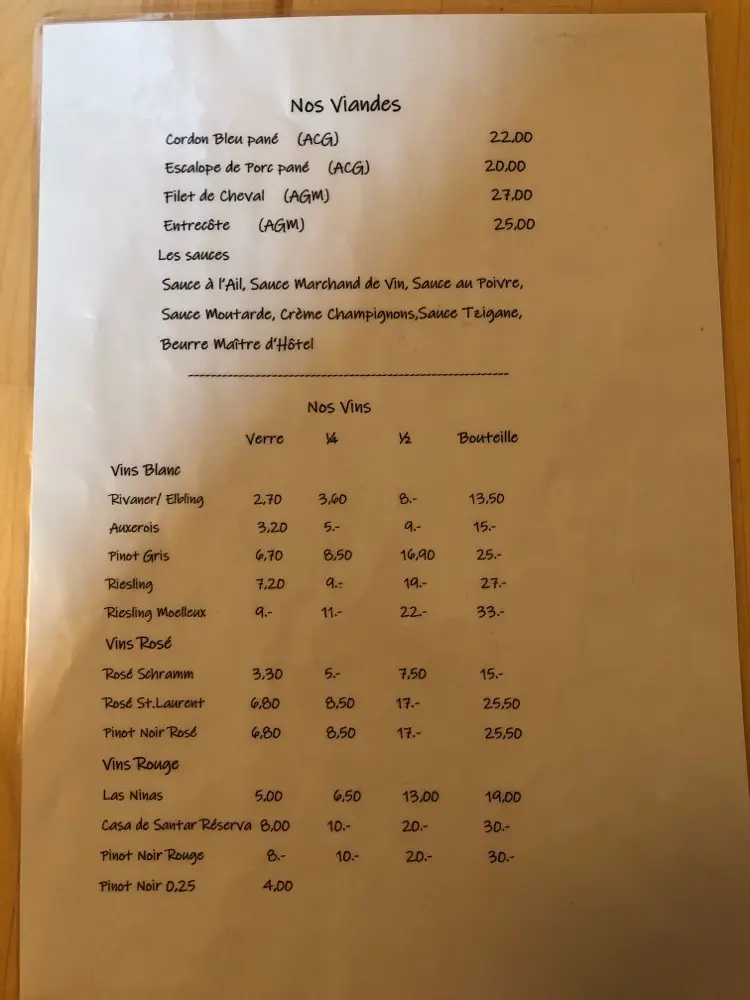 Nos Viandes
Cordon Bleu pané (ACG) 22,00
Escalope de Porc pané (ACG) 20,00
Filet de Cheval (AGM) 27,00
Entrecôte (AGM) 25,00
Les sauces
Sauce à l'Ail, Sauce Marchand de Vin, Sauce au Poivre,
Sauce Moutarde, Crème Champignons,Sauce Tzigane,
Beurre Maître d'Hôtel
Nos Vins
Verre ¼ ½ Bouteille
Vins Blanc
Rivaner/ Elbling 2,70 3,60 8.- 13,50
Auxerois 3,20 5.- 9.- 15.-
Pinot Gris 6,70 8,50 16,90 25.-
Riesling 7,20 9.- 19.- 27.-
Riesling Moelleux 9.- 11.- 22.- 33.-
Vins Rosé
Rosé Schramm 3,30 5.- 7,50 15.-
Rosé St.Laurent 6,80 8,50 17.- 25,50
Pinot Noir Rosé 6,80 8,50 17.- 25,50
Vins Rouge
Las Ninas 5,00 6,50 13,00 19,00
Casa de Santar Réserva 8,00 10.- 20.- 30.-
Pinot Noir Rouge 8.- 10.- 20.- 30.-
Pinot Noir 0,25 4,00